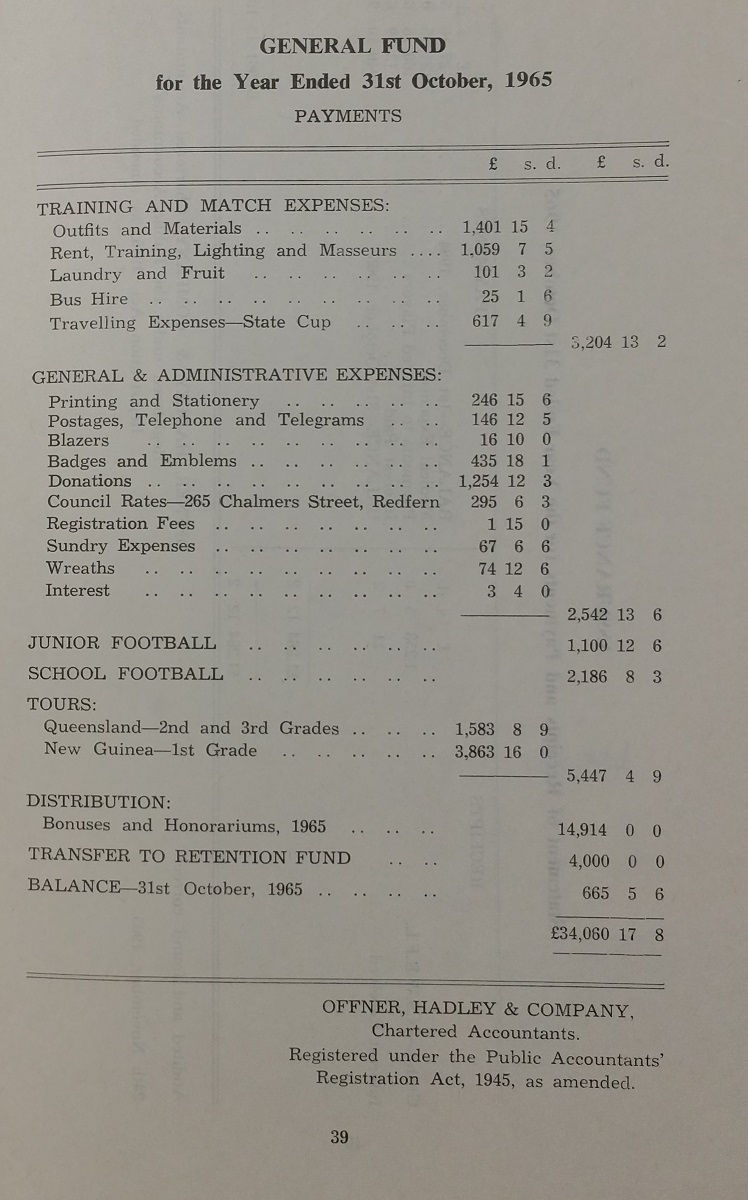 GENERAL FUND
for the Year Ended 31st October, 1965
PAYMENTS
£ s. d. £ s. d.
TRAINING AND MATCH EXPENSES:
Outfits and Materials .. .. .. .. .. .. .. 1,401 15 4
Rent, Training, Lighting and Masseurs .... 1,059 7 5
Laundry and Fruit .. .. .. .. .. .. 101 3 2
Bus Hire .. .. .. .. .. .. .. .. .. 25 1 6
Travelling Expenses—State Cup .. .. .. 617 4 9
3,204 13 2
GENERAL & ADMINISTRATIVE EXPENSES:
Printing and Stationery .. .. .. .. .. 246 15 6
Postages, Telephone and Telegrams .. .. 146 12 5
Blazers .. .. .. .. .. .. .. .. .. 16 10 0
Badges and Emblems .. .. .. .. .. .. 435 18 1
Donations .. .. .. .. .. .. .. .. .. 1,254 12 3
Council Rates—265 Chalmers Street, Redfern 295 6 3
Registration Fees .. .. .. .. .. .. .. 1 15 0
Sundry Expenses .. .. .. .. .. .. .. 67 6 6
Wreaths .. .. .. .. .. .. .. .. .. 74 12 6
Interest .. .. .. .. .. .. .. .. .. 3 4 0
2,542 13 6
JUNIOR FOOTBALL .. .. .. .. .. .. 1,100 12 6
SCHOOL FOOTBALL .. .. .. .. .. .. 2,186 8 3
TOURS:
Queensland—2nd and 3rd Grades .. .. .. 1,583 8 9
New Guinea—1st Grade .. .. .. .. .. 3,863 16 0
5,447 4 9
DISTRIBUTION:
Bonuses and Honorariums, 1965 .. .. .. 14,914 0 0
TRANSFER TO RETENTION FUND .. .. 4,000 0 0
BALANCE—31st October, 1965 .. .. .. .. 665 5 6
£34,060 17 8
OFFNER, HADLEY & COMPANY,
Chartered Accountants.
Registered under the Public Accountants'
Registration Act, 1945, as amended.
39